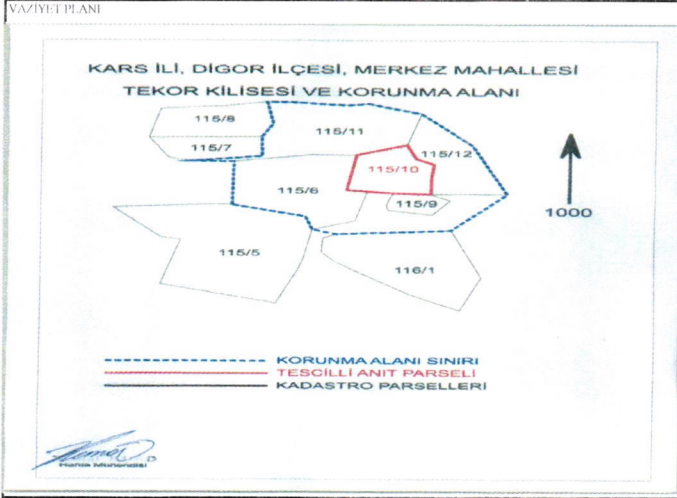 VAZİYET PLANI
KARS İLİ, DİGOR İLÇESİ, MERKEZ MAHALLESİ
TEKOR KİLİSESİ VE KORUNMA ALANI
115/8
115/11
115/7
115/12
115/10
115/6
115/9
1000
115/5
116/1
KORUNMA ALANI SINIRI
TESCİLLİ ANIT PARSELİ
KADASTRO PARSELLERİ
Harita Mühendisi